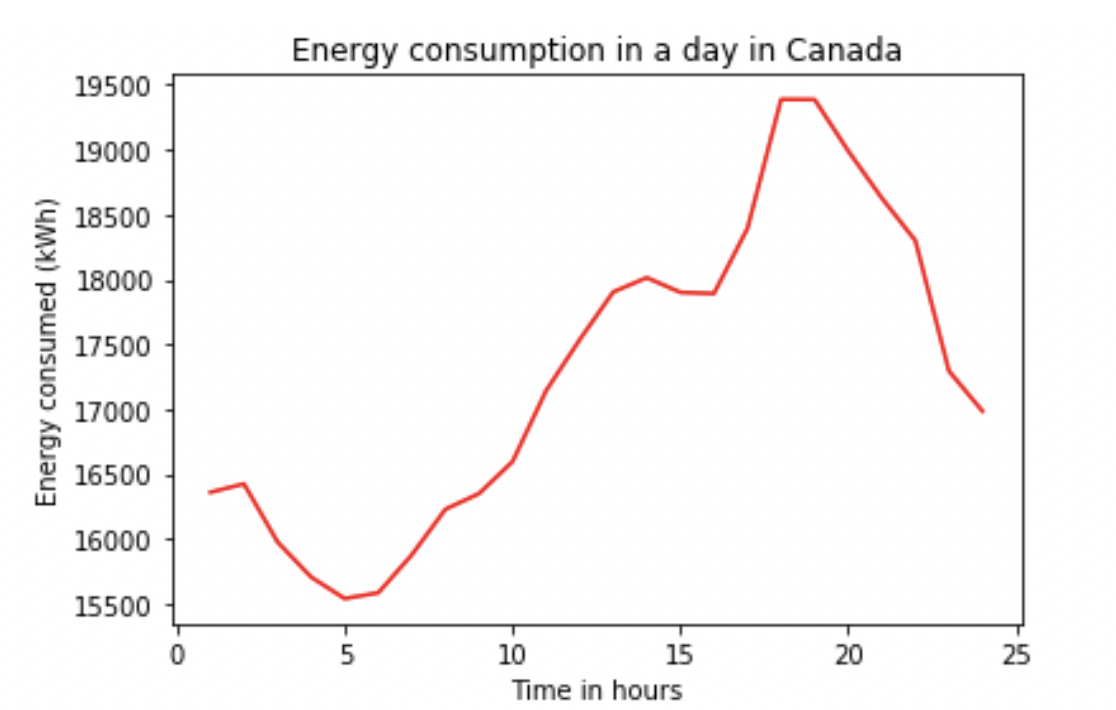 Energy consumption in a day in Canada
19500
19000
18500
18000
17500
17000
16500
16000
15500
Energy consumed (kWh)
0 5 10 15 20 25
Time in hours